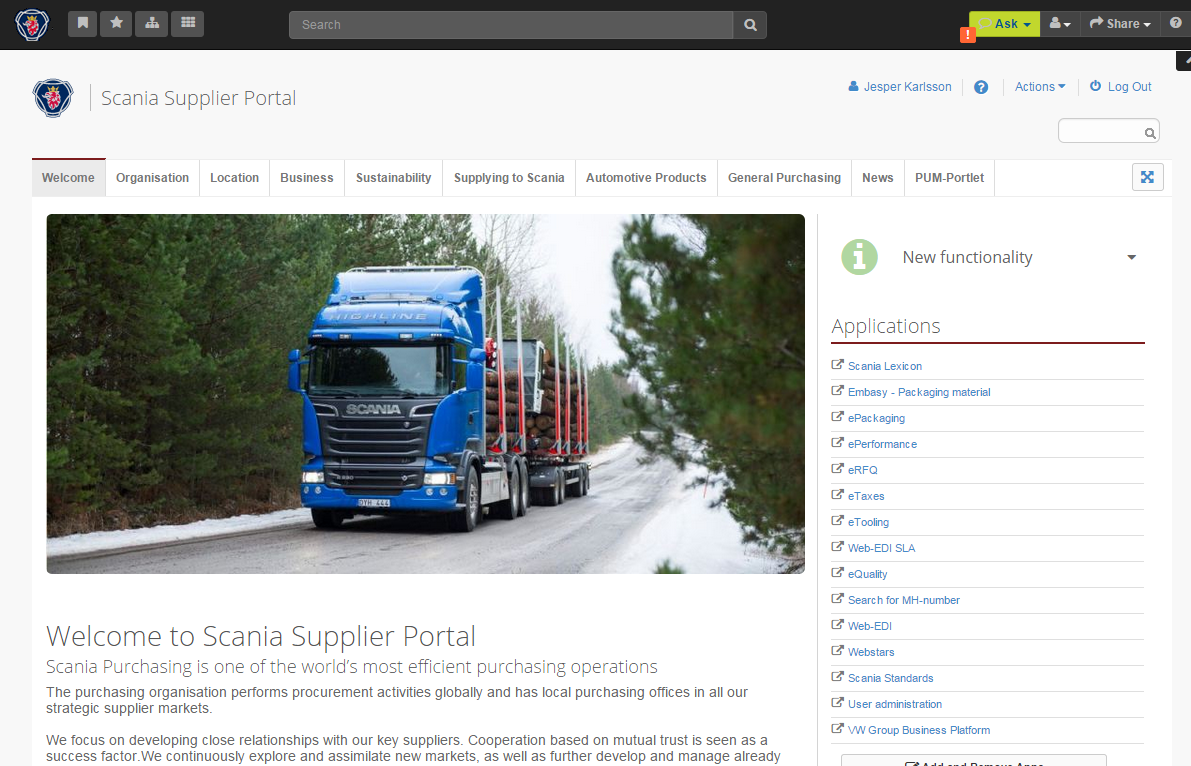 Search
! Ask
Share
?
Scania Supplier Portal
Jesper Karlsson
?
Actions
Log Out
Welcome
Organisation
Location
Business
Sustainability
Supplying to Scania
Automotive Products
General Purchasing
News
PUM-Portlet
HIGHLINE
SCANIA
New functionality
Applications
Scania Lexicon
Embasy - Packaging material
ePackaging
ePerformance
eRFQ
eTaxes
eTooling
Web-EDI SLA
eQuality
Search for MH-number
Web-EDI
Webstars
Scania Standards
User administration
VW Group Business Platform
Add and Remove Apps
Welcome to Scania Supplier Portal
Scania Purchasing is one of the world's most efficient purchasing operations
The purchasing organisation performs procurement activities globally and has local purchasing offices in all our
strategic supplier markets.
We focus on developing close relationships with our key suppliers. Cooperation based on mutual trust is seen as a
success factor.We continuously explore and assimilate new markets, as well as further develop and manage already